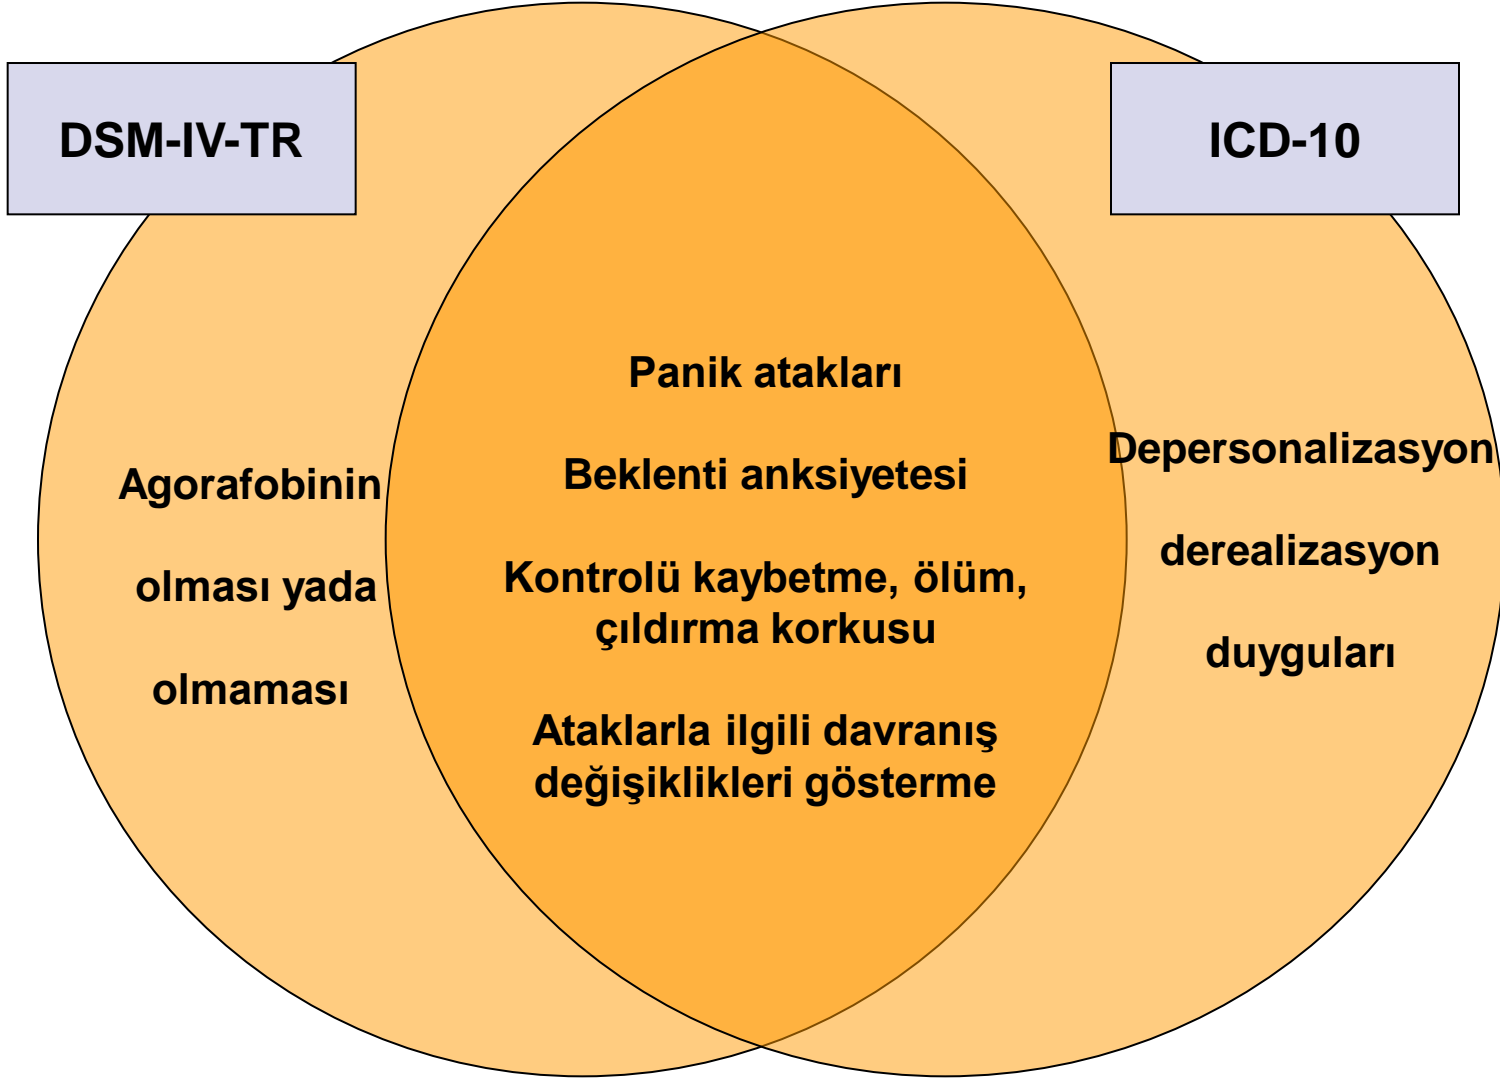 DSM-IV-TR
ICD-10
Agorafobinin
olması yada
olmaması
Panik atakları
Beklenti anksiyetesi
Kontrolü kaybetme, ölüm,
çıldırma korkusu
Ataklarla ilgili davranış
değişiklikleri gösterme
Depersonalizasyon
derealizasyon
duyguları